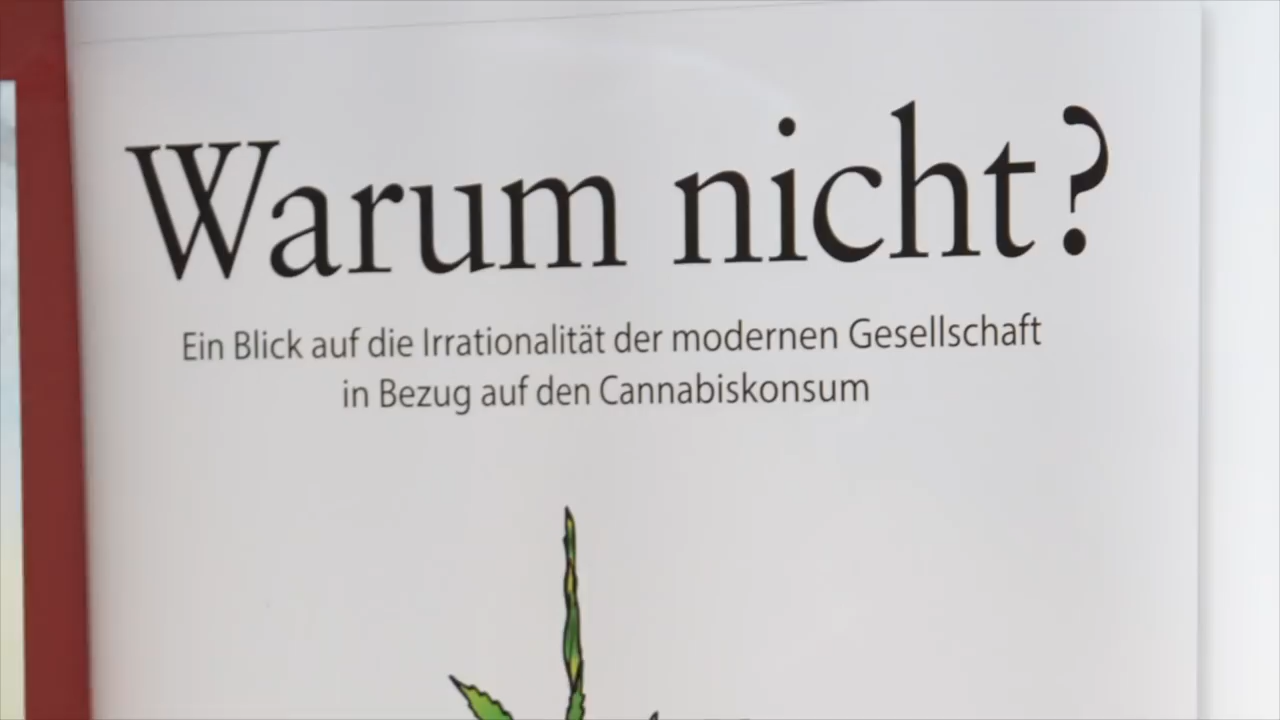 Warum nicht?
Ein Blick auf die Irrationalität der modernen Gesellschaft
in Bezug auf den Cannabiskonsum